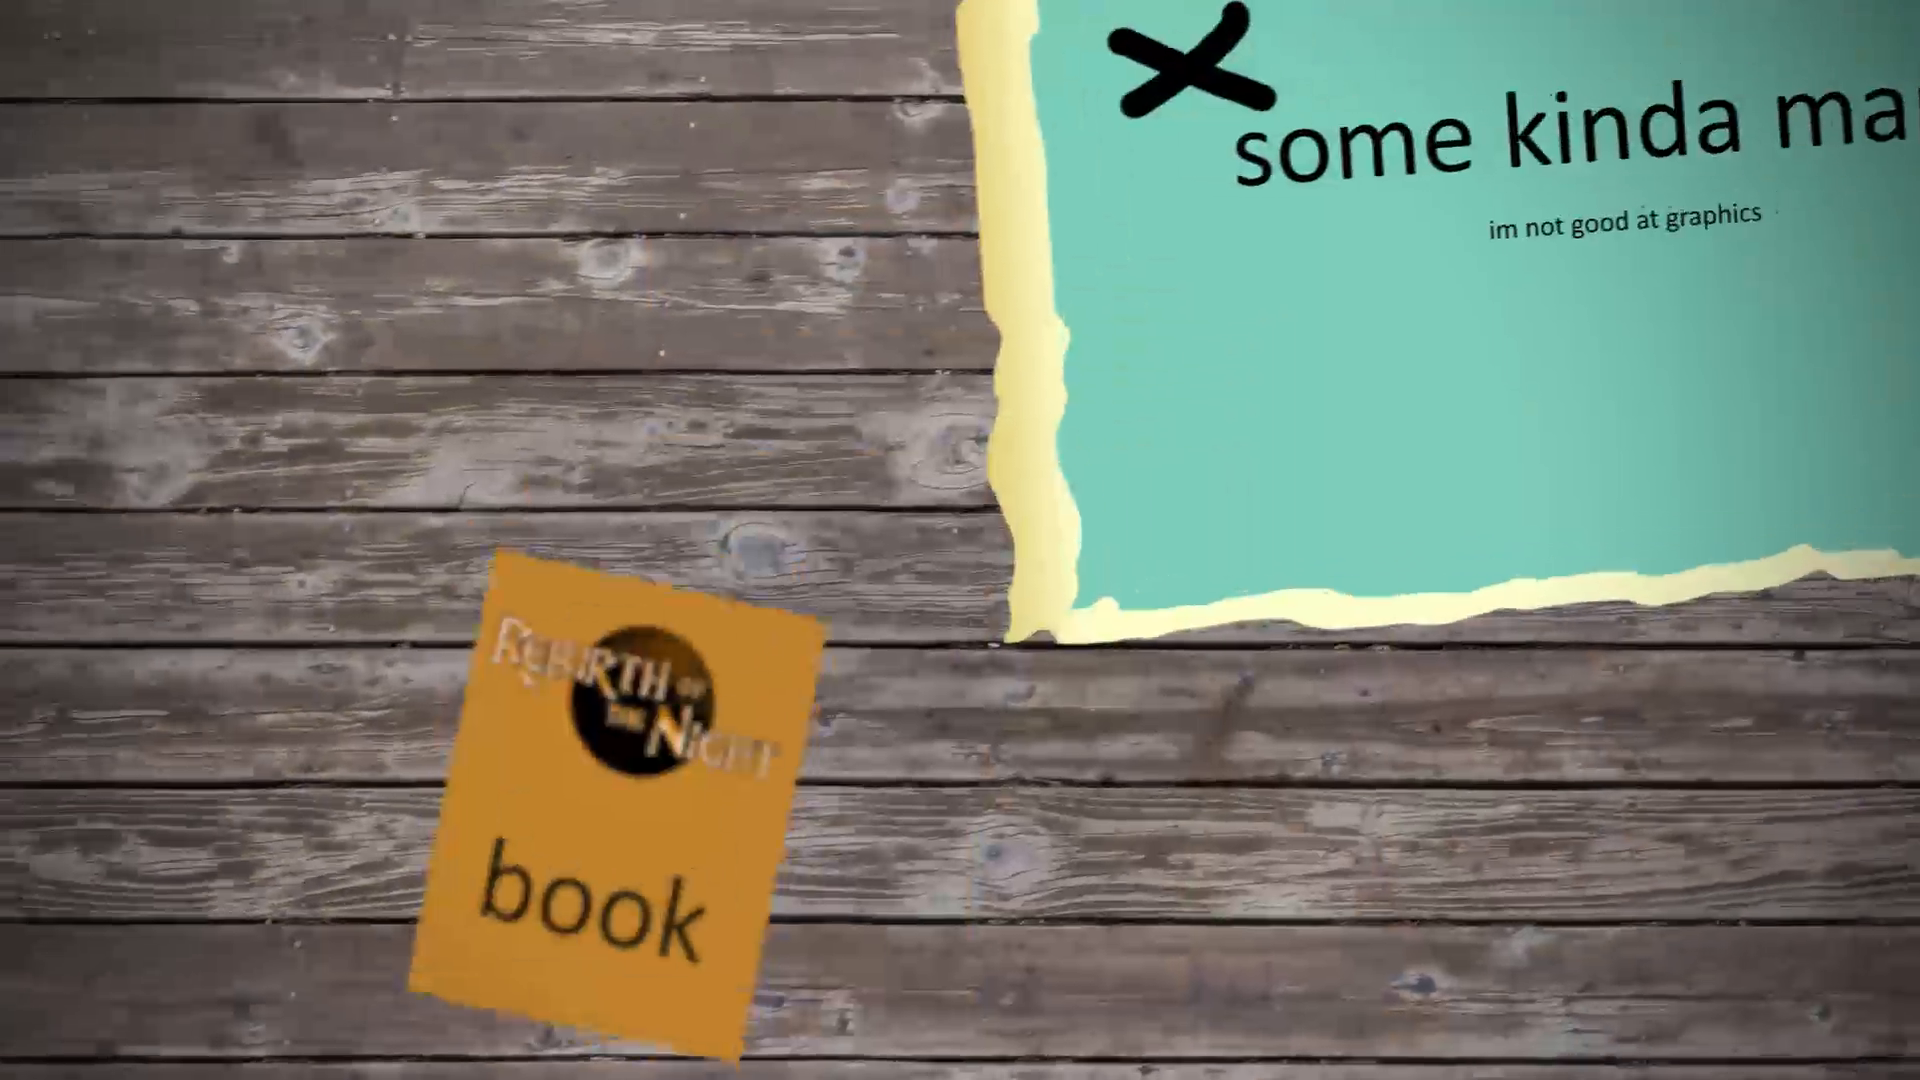 some kinda ma
im not good at graphics
REBIRTH OF
THE NIGHT
book